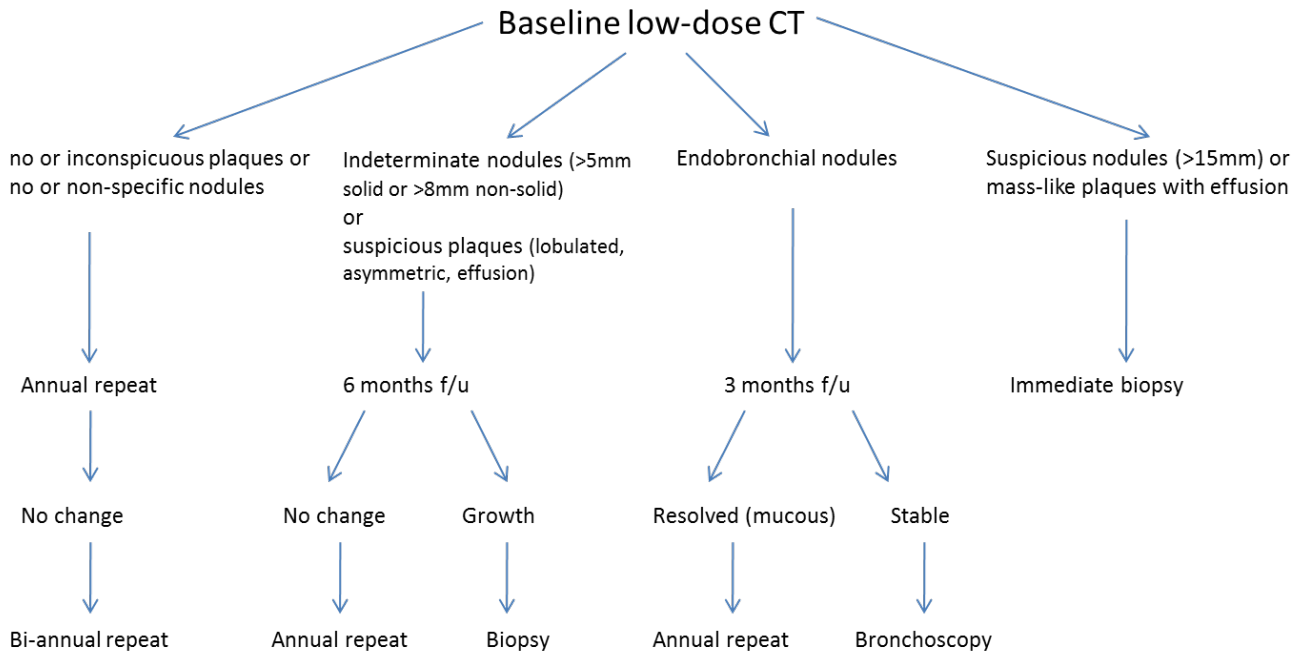 Baseline low-dose CT
no or inconspicuous plaques or
no or non-specific nodules
Indeterminate nodules (>5mm
solid or >8mm non-solid)
or
suspicious plaques (lobulated,
asymmetric, effusion)
Endobronchial nodules
Suspicious nodules (>15mm) or
mass-like plaques with effusion
Annual repeat
6 months f/u
3 months f/u
Immediate biopsy
No change
No change
Growth
Resolved (mucous)
Stable
Bi-annual repeat
Annual repeat
Biopsy
Annual repeat
Bronchoscopy